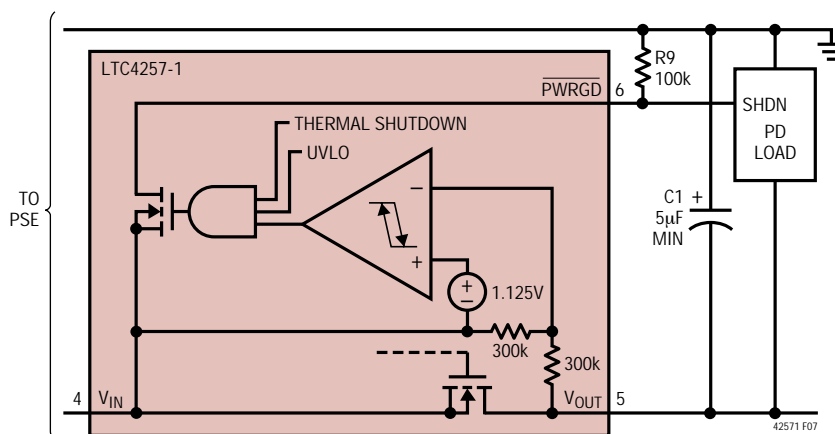 LTC4257-1
R9
100k
PWRGD
6
SHDN
PD
LOAD
THERMAL SHUTDOWN
UVLO
TO
PSE
–
+
C1
+
5µF
MIN
+
–
1.125V
300k
300k
4
VIN
VOUT
5
42571 F07